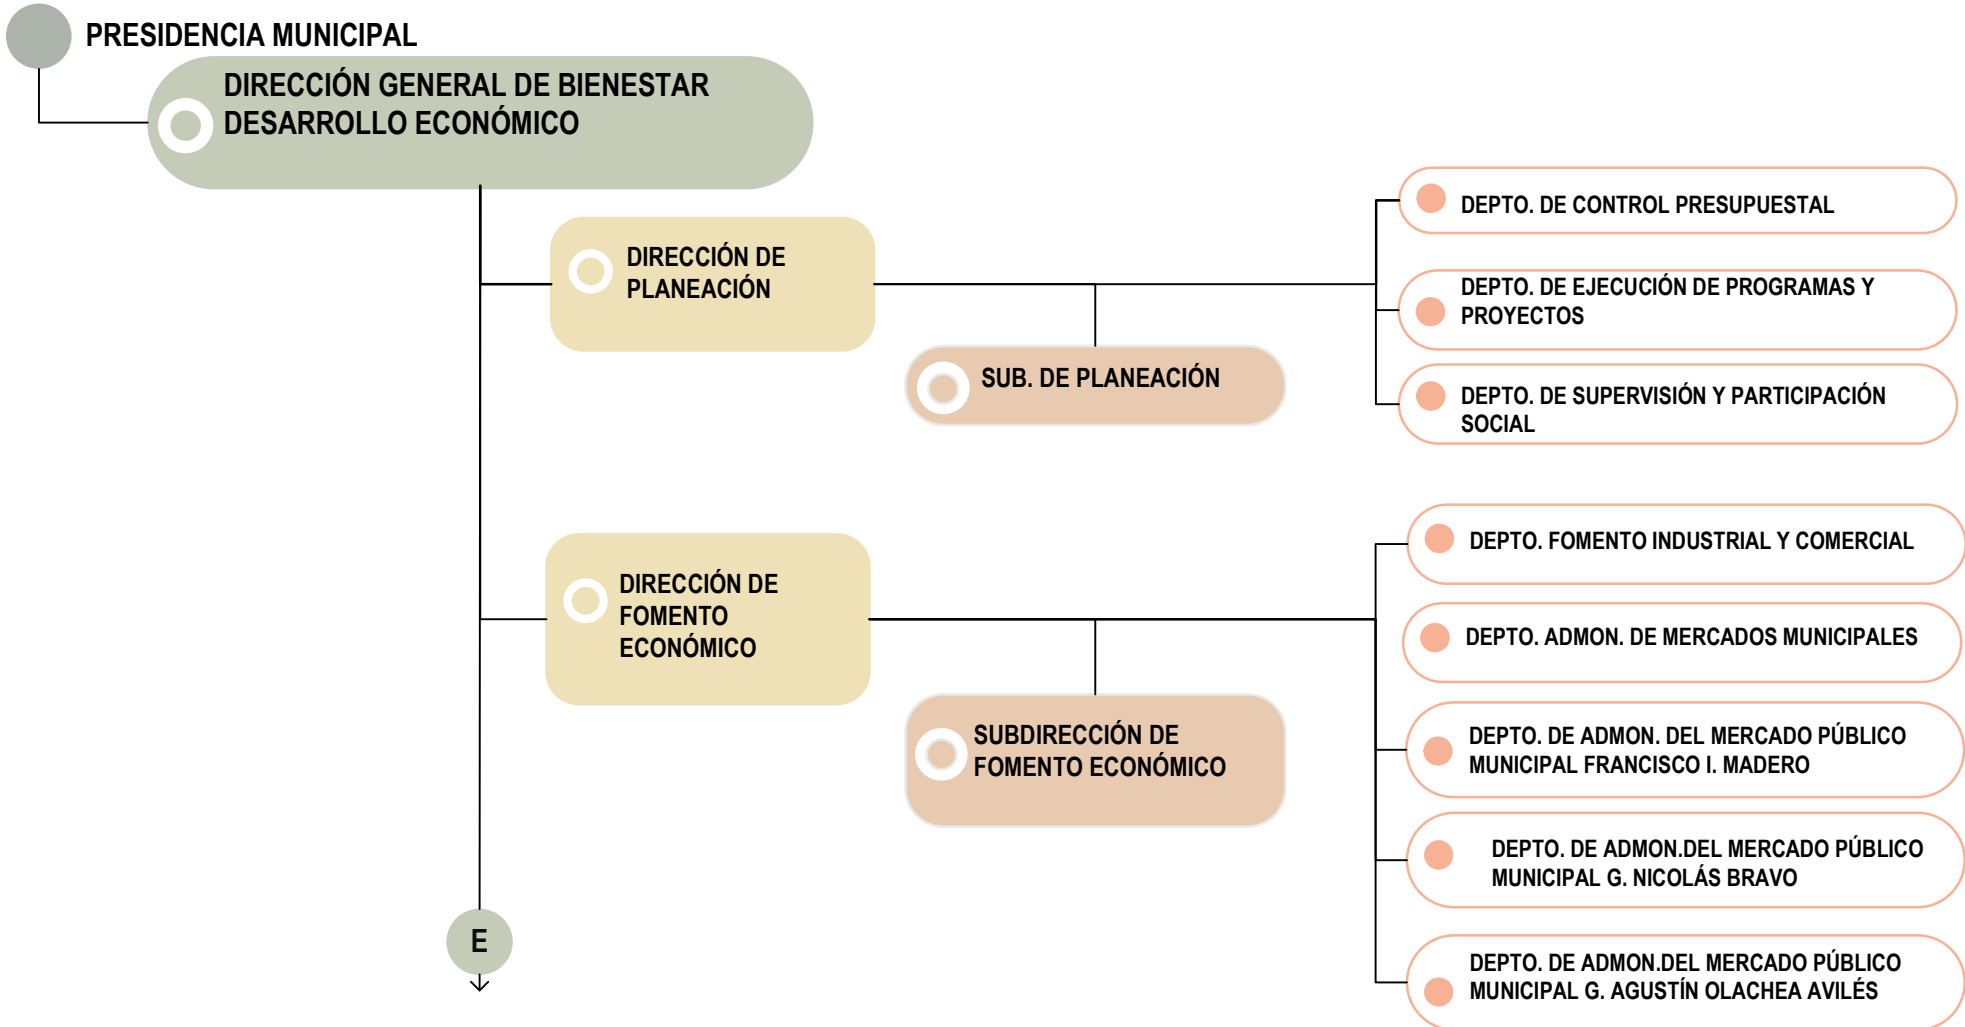 PRESIDENCIA MUNICIPAL
DIRECCIÓN GENERAL DE BIENESTAR
DESARROLLO ECONÓMICO
DIRECCIÓN DE
PLANEACIÓN
SUB. DE PLANEACIÓN
DEPTO. DE CONTROL PRESUPUESTAL
DEPTO. DE EJECUCIÓN DE PROGRAMAS Y
PROYECTOS
DEPTO. DE SUPERVISIÓN Y PARTICIPACIÓN
SOCIAL
DIRECCIÓN DE
FOMENTO
ECONÓMICO
SUBDIRECCIÓN DE
FOMENTO ECONÓMICO
DEPTO. FOMENTO INDUSTRIAL Y COMERCIAL
DEPTO. ADMON. DE MERCADOS MUNICIPALES
DEPTO. DE ADMON. DEL MERCADO PÚBLICO
MUNICIPAL FRANCISCO I. MADERO
DEPTO. DE ADMON.DEL MERCADO PÚBLICO
MUNICIPAL G. NICOLÁS BRAVO
DEPTO. DE ADMON.DEL MERCADO PÚBLICO
MUNICIPAL G. AGUSTÍN OLACHEA AVILÉS
E